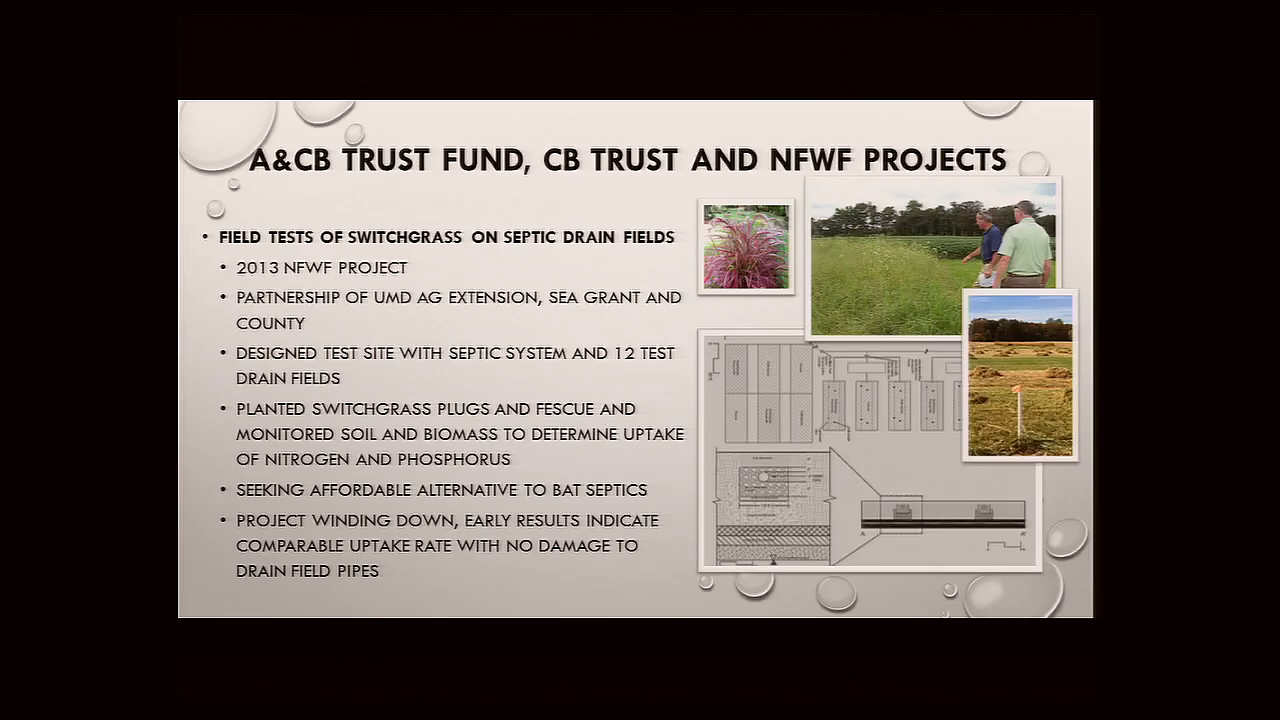 A&CB TRUST FUND, CB TRUST AND NFWF PROJECTS
• FIELD TESTS OF SWITCHGRASS ON SEPTIC DRAIN FIELDS
• 2013 NFWF PROJECT
• PARTNERSHIP OF UMD AG EXTENSION, SEA GRANT AND
COUNTY
• DESIGNED TEST SITE WITH SEPTIC SYSTEM AND 12 TEST
DRAIN FIELDS
• PLANTED SWITCHGRASS PLUGS AND FESCUE AND
MONITORED SOIL AND BIOMASS TO DETERMINE UPTAKE
OF NITROGEN AND PHOSPHORUS
• SEEKING AFFORDABLE ALTERNATIVE TO BAT SEPTICS
• PROJECT WINDING DOWN, EARLY RESULTS INDICATE
COMPARABLE UPTAKE RATE WITH NO DAMAGE TO
DRAIN FIELD PIPES